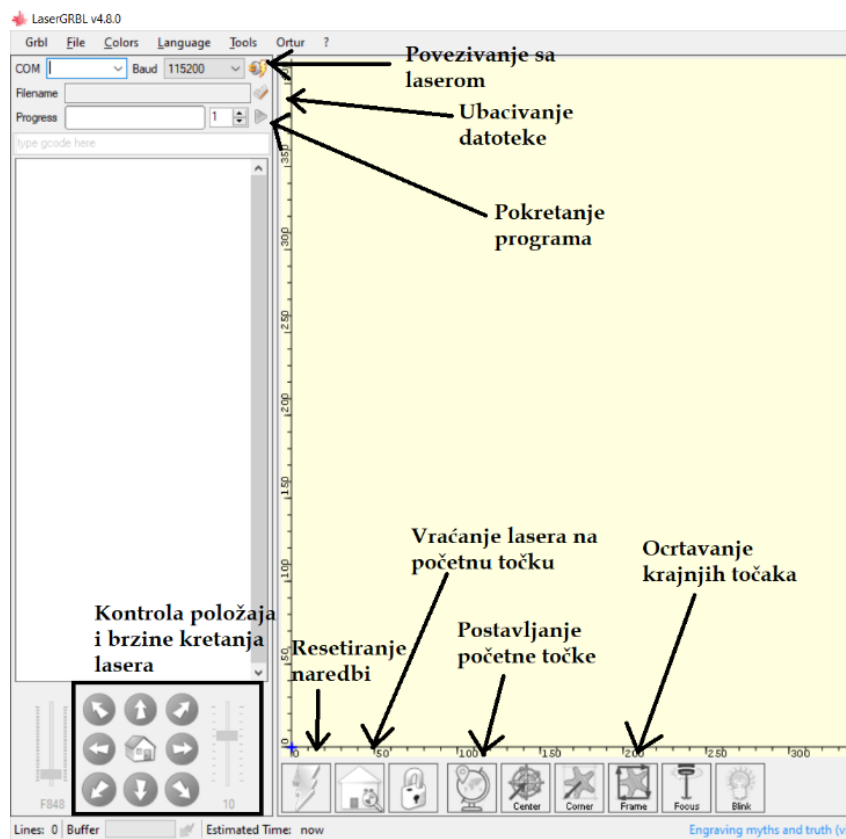 LaserGRBL v4.8.0
Grbl File Colors Language Tools Ortur ?
COM Baud 115200
Filename
Progress 1
type gcode here
Povezivanje sa
laserom
Ubacivanje
datoteke
Pokretanje
programa
350
300
250
200
150
100
50
0
Vraćanje lasera na
početnu točku
Ocrtavanje
krajnjih točaka
Kontrola položaja
i brzine kretanja
lasera
Resetiranje
naredbi
Postavljanje
početne točke
0 50 100 150 200 250 300
F848 10
Center Corner Frame Focus Blink
Lines: 0 Buffer Estimated Time: now
Engraving myths and truth (v